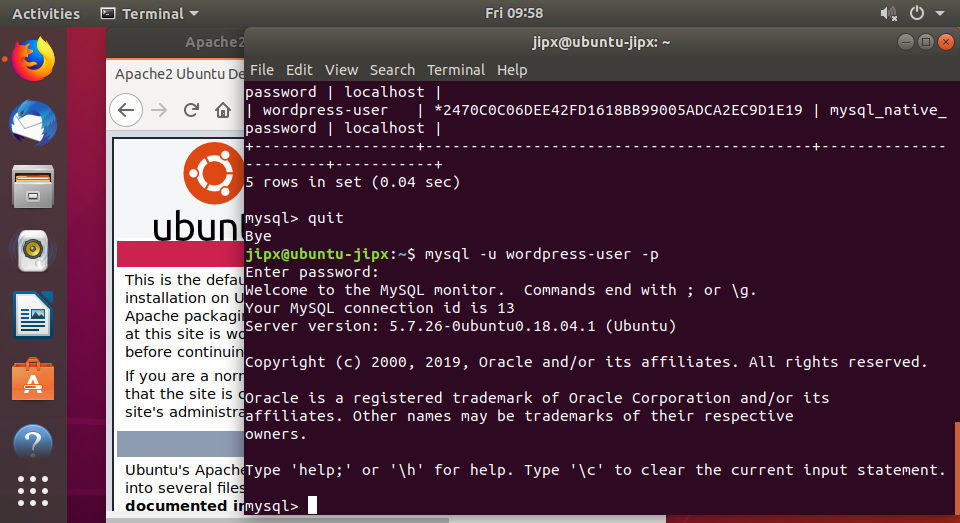 Activities
Terminal
Fri 09:58
Apache2
jipx@ubuntu-jipx: ~
Apache2 Ubuntu De
File Edit View Search Terminal Help
password | localhost |
| wordpress-user | *2470C0C06DEE42FD1618BB99005ADCA2EC9D1E19 | mysql_native_
password | localhost |
+-------------------+-------------------------------------------+--------------
---------+-----------+
5 rows in set (0.04 sec)
mysql> quit
Bye
jipx@ubuntu-jipx:~$ mysql -u wordpress-user -p
Enter password:
Welcome to the MySQL monitor. Commands end with ; or \g.
Your MySQL connection id is 13
Server version: 5.7.26-0ubuntu0.18.04.1 (Ubuntu)
Copyright (c) 2000, 2019, Oracle and/or its affiliates. All rights reserved.
Oracle is a registered trademark of Oracle Corporation and/or its
affiliates. Other names may be trademarks of their respective
owners.
Type 'help;' or '\h' for help. Type '\c' to clear the current input statement.
mysql>
ubunt
This is the defau
installation on U
Apache packagin
at this site is wo
before continuin
If you are a norm
that the site is c
site's administra
Ubuntu's Apache
into several files
documented in